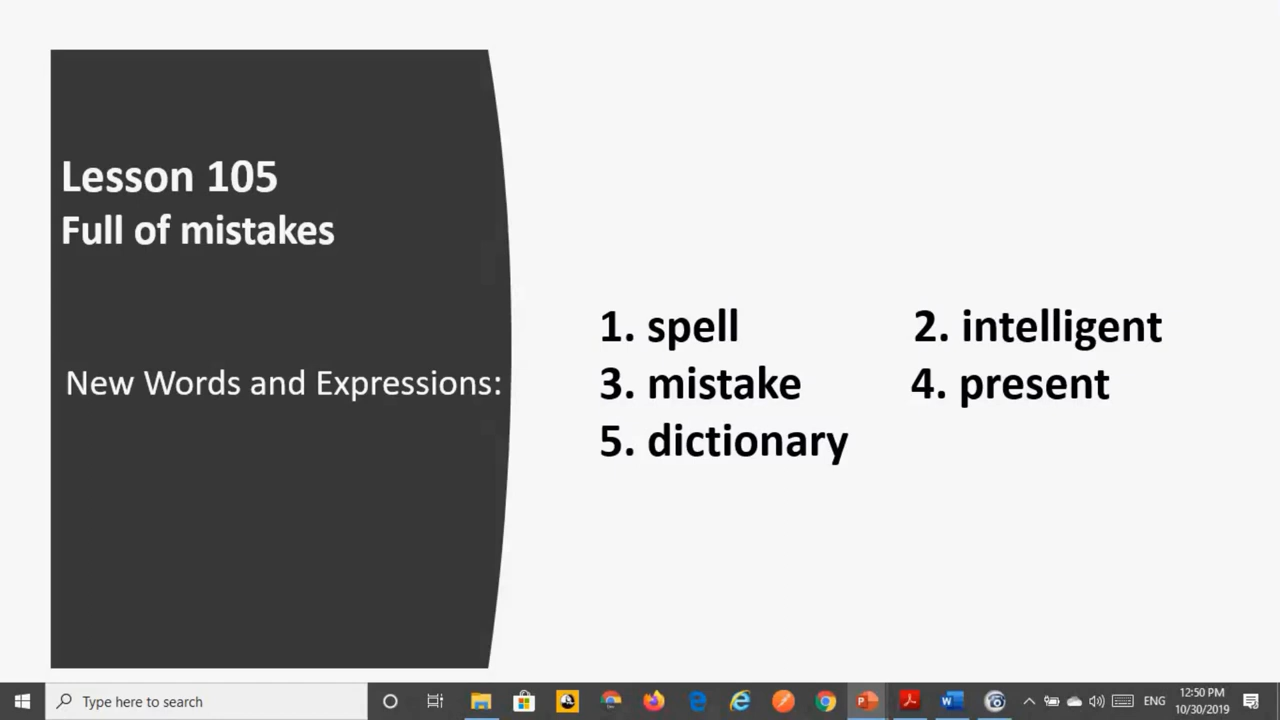 Lesson 105
Full of mistakes
New Words and Expressions:
1. spell 2. intelligent
3. mistake 4. present
5. dictionary
Type here to search
ENG
12:50 PM
10/30/2019